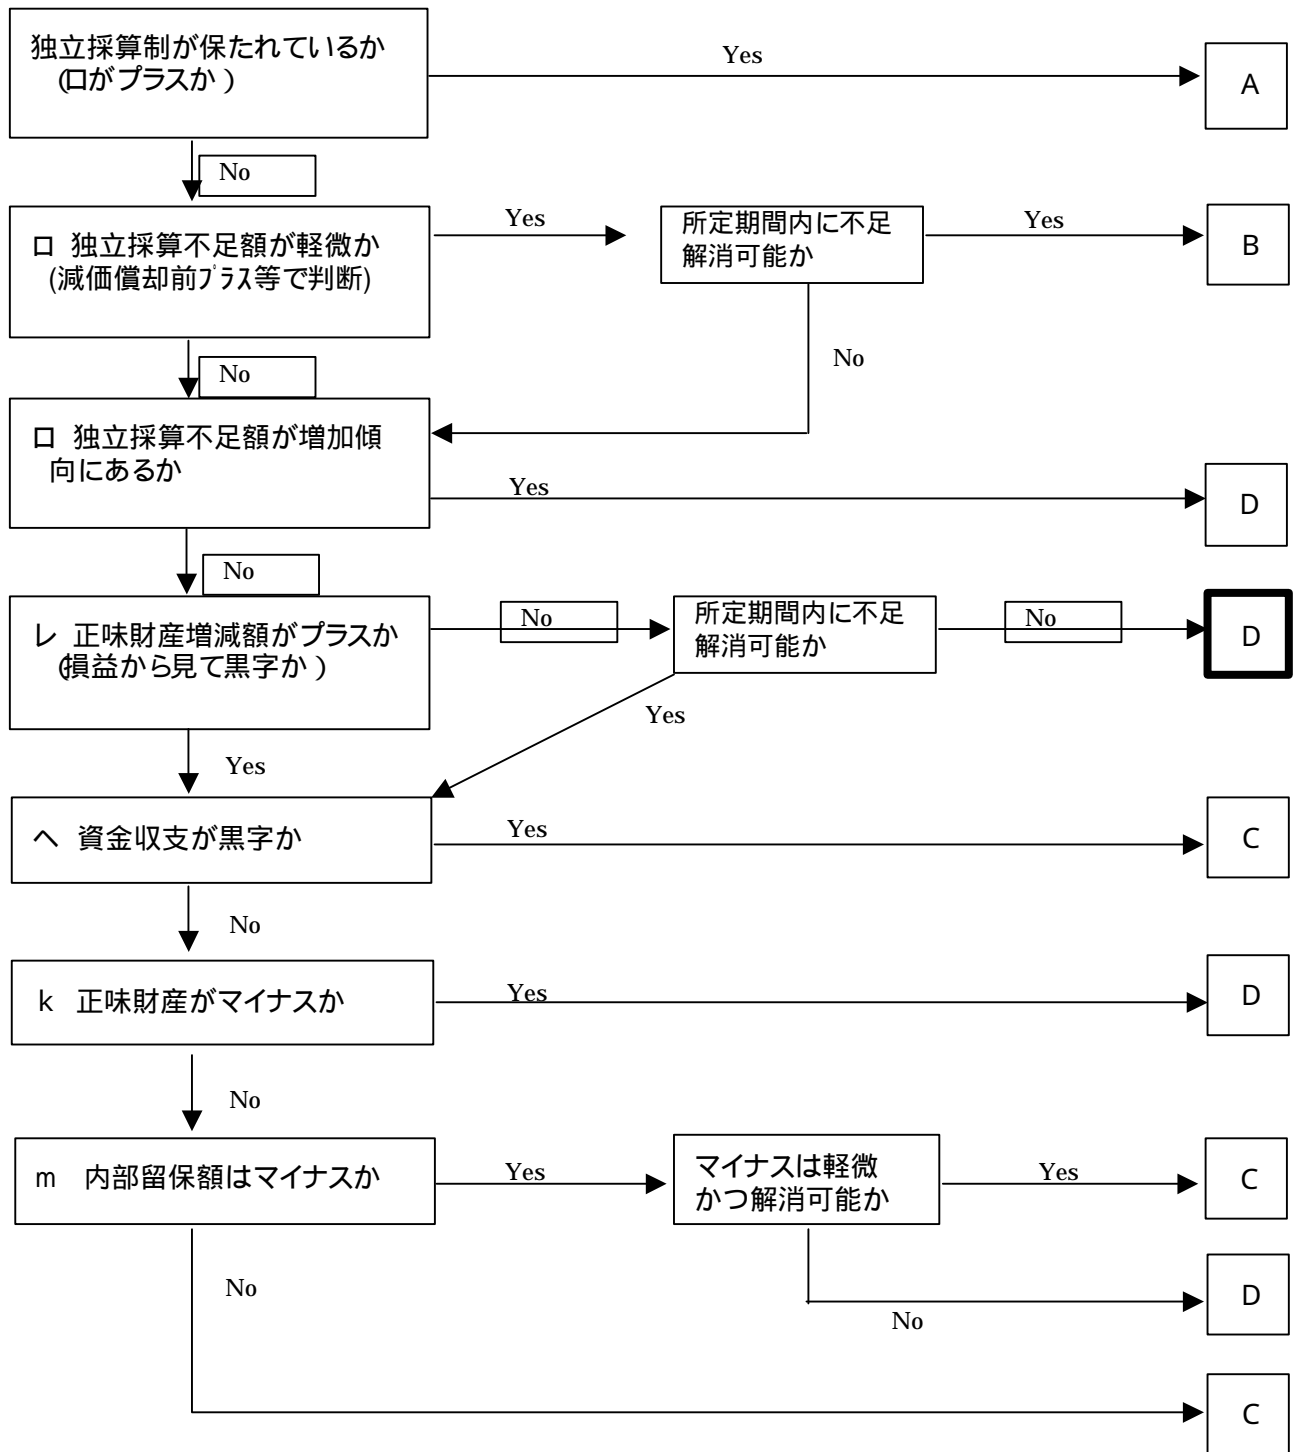 独立採算制が保たれているか
(ロがプラスか)
Yes
A
No
ロ 独立採算不足額が軽微か
(減価償却前ﾌﾟﾗｽ等で判断)
Yes
所定期間内に不足
解消可能か
Yes
B
No
No
ロ 独立採算不足額が増加傾
向にあるか
Yes
D
No
レ 正味財産増減額がプラスか
(損益から見て黒字か)
No
所定期間内に不足
解消可能か
No
D
Yes
Yes
ヘ 資金収支が黒字か
Yes
C
No
k 正味財産がマイナスか
Yes
D
No
m 内部留保額はマイナスか
Yes
マイナスは軽微
かつ解消可能か
Yes
C
No
D
No
C